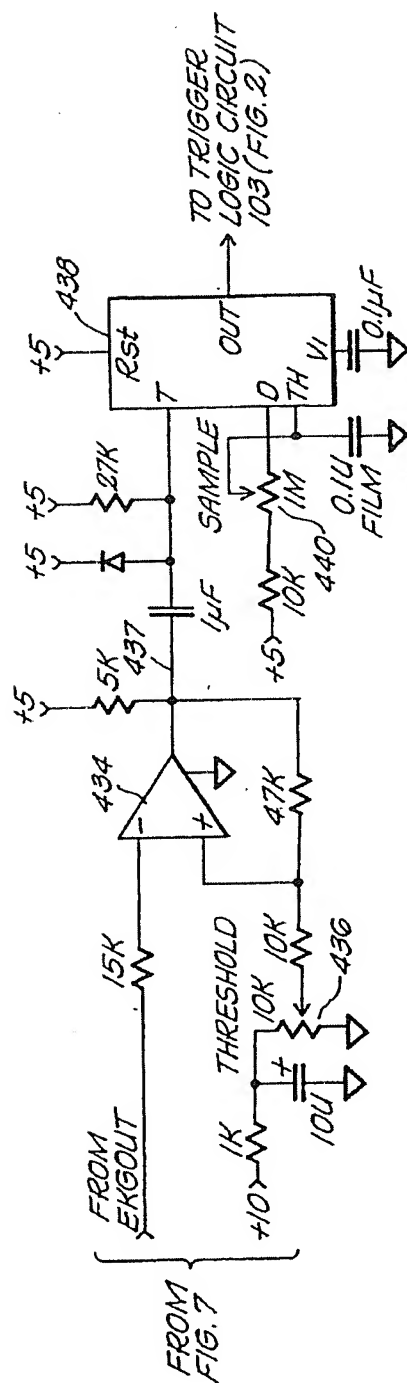 FROM
FIG. 7
FROM
EKGOUT
15K
+10
1K
10U
+
THRESHOLD
10K
436
10K
47K
434
-
+
+5
5K
437
1µF
+5
+5
27K
+5
438
Rst
T
OUT
D
TH
V1
SAMPLE
+5
10K
1M
440
0.1U
FILM
0.1µF
TO TRIGGER
LOGIC CIRCUIT
103 (FIG. 2)